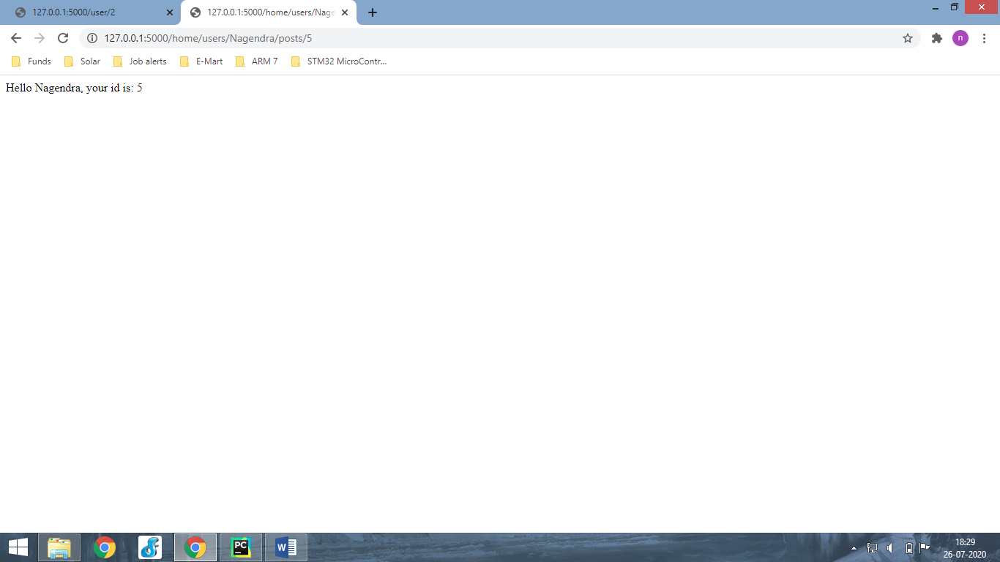 127.0.0.1:5000/user/2
127.0.0.1:5000/home/users/Nage
127.0.0.1:5000/home/users/Nagendra/posts/5
n
Funds
Solar
Job alerts
E-Mart
ARM 7
STM32 MicroContr...
Hello Nagendra, your id is: 5
PC
W
18:29
26-07-2020